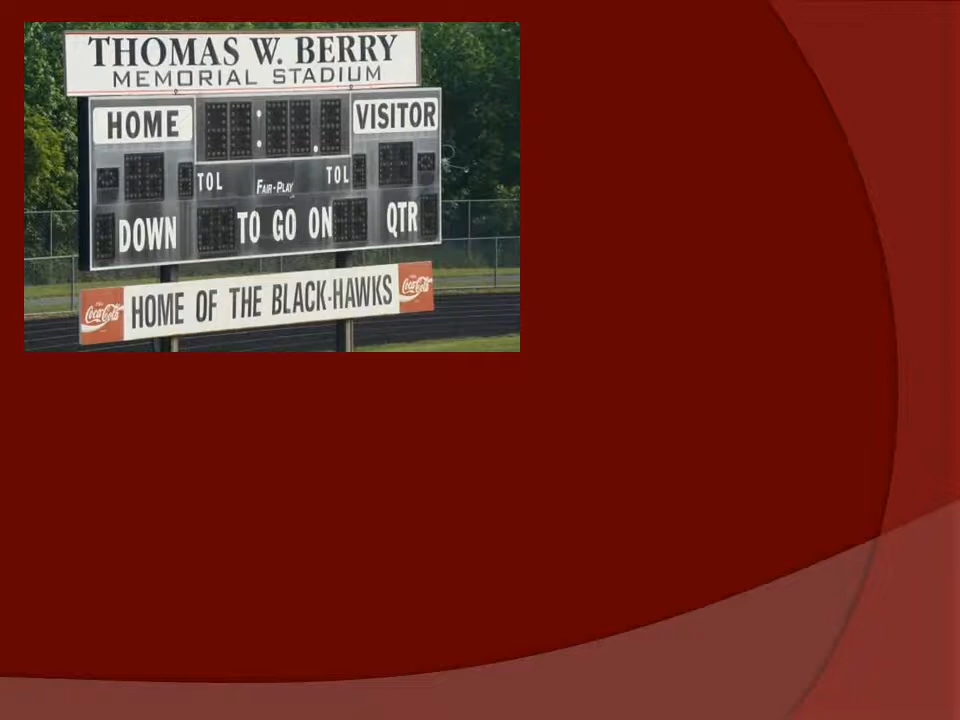 THOMAS W. BERRY
MEMORIAL STADIUM
HOME
VISITOR
TOL
FAIR-PLAY
TOL
DOWN
TO GO ON
QTR
Coca-Cola
HOME OF THE BLACK-HAWKS
Coca-Cola